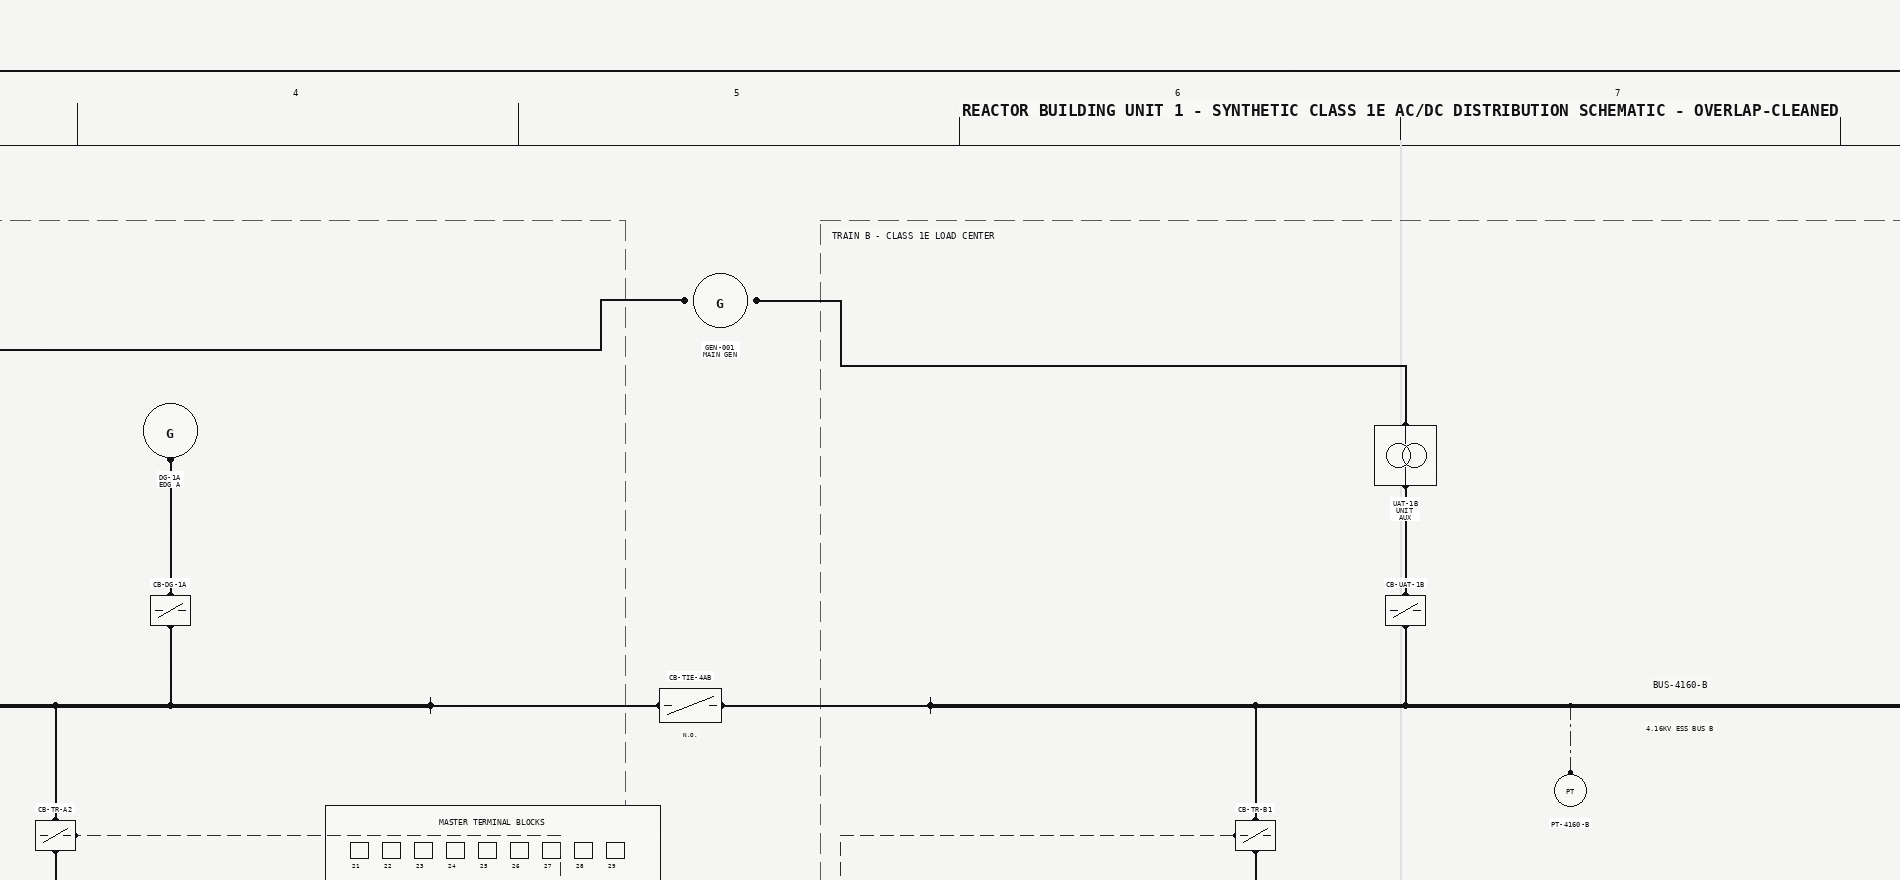 4
5
6
7
REACTOR BUILDING UNIT 1 - SYNTHETIC CLASS 1E AC/DC DISTRIBUTION SCHEMATIC - OVERLAP-CLEANED
TRAIN B - CLASS 1E LOAD CENTER
G
GEN-001
MAIN GEN
G
DG-1A
EDG A
UAT-1B
UNIT
AUX
CB-DG-1A
CB-UAT-1B
CB-TIE-4AB
N.O.
BUS-4160-B
4.16KV ESS BUS B
PT
PT-4160-B
CB-TR-A2
CB-TR-B1
MASTER TERMINAL BLOCKS
21
22
23
24
25
26
27
28
29